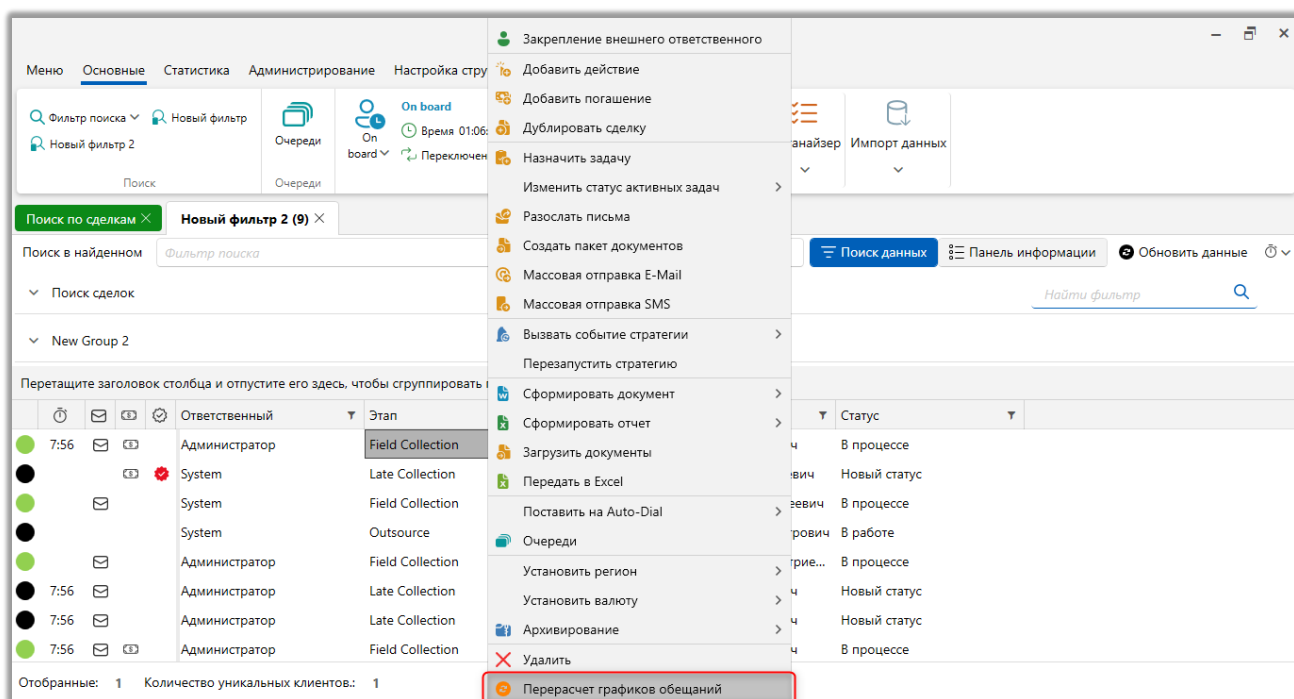 Меню Основные Статистика Администрирование Настройка стру
Фильтр поиска Новый фильтр
Новый фильтр 2
Поиск
Очереди
Очереди
On board
On board
Время 01:06:
Переключен
анайзер
Импорт данных
Поиск по сделкам Новый фильтр 2 (9)
Поиск в найденном Фильтр поиска Поиск данных Панель информации Обновить данные
Поиск сделок Найти фильтр
New Group 2
Перетащите заголовок столбца и отпустите его здесь, чтобы сгруппировать
Ответственный Этап Статус
7:56 Администратор Field Collection ч В процессе
System Late Collection евич Новый статус
System Field Collection еевич В процессе
System Outsource трович В работе
Администратор Field Collection трие... В процессе
7:56 Администратор Late Collection ч Новый статус
7:56 Администратор Late Collection ч Новый статус
7:56 Администратор Field Collection ч В процессе
Отобранные: 1 Количество уникальных клиентов.: 1
Закрепление внешнего ответственного
Добавить действие
Добавить погашение
Дублировать сделку
Назначить задачу
Изменить статус активных задач
Разослать письма
Создать пакет документов
Массовая отправка E-Mail
Массовая отправка SMS
Вызвать событие стратегии
Перезапустить стратегию
Сформировать документ
Сформировать отчет
Загрузить документы
Передать в Excel
Поставить на Auto-Dial
Очереди
Установить регион
Установить валюту
Архивирование
Удалить
Перерасчет графиков обещаний